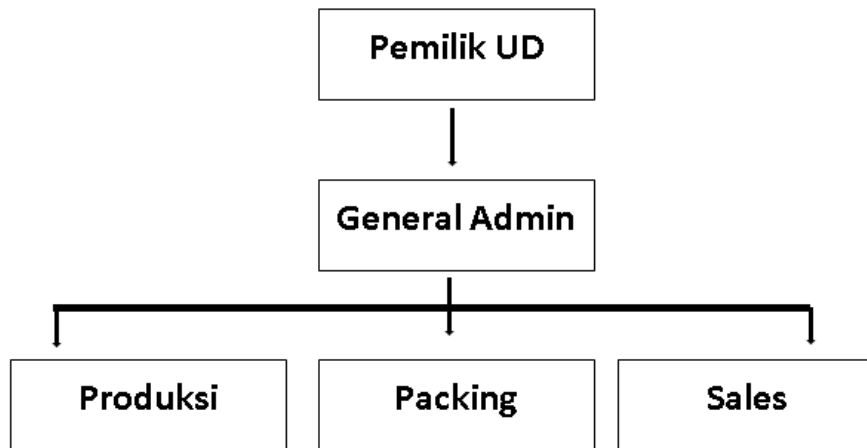 Pemilik UD
General Admin
Produksi
Packing
Sales